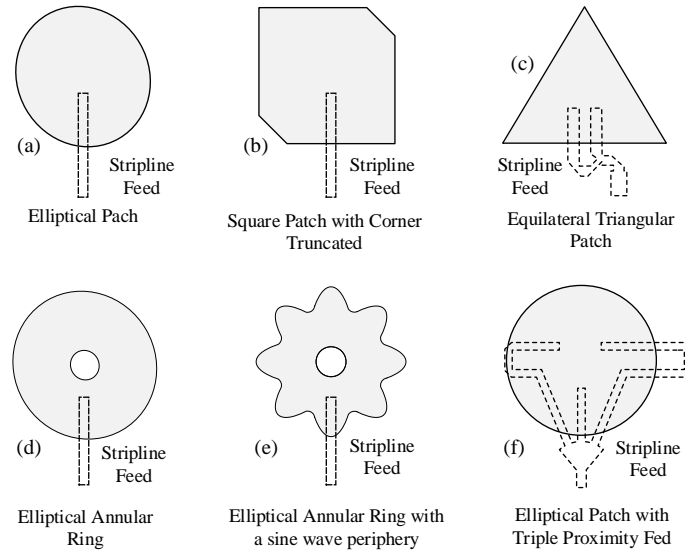 (a)
Stripline
Feed
Elliptical Pach
(b)
Stripline
Feed
Square Patch with Corner
Truncated
(c)
Stripline
Feed
Equilateral Triangular
Patch
(d)
Stripline
Feed
Elliptical Annular
Ring
(e)
Stripline
Feed
Elliptical Annular Ring with
a sine wave periphery
(f)
Stripline
Feed
Elliptical Patch with
Triple Proximity Fed